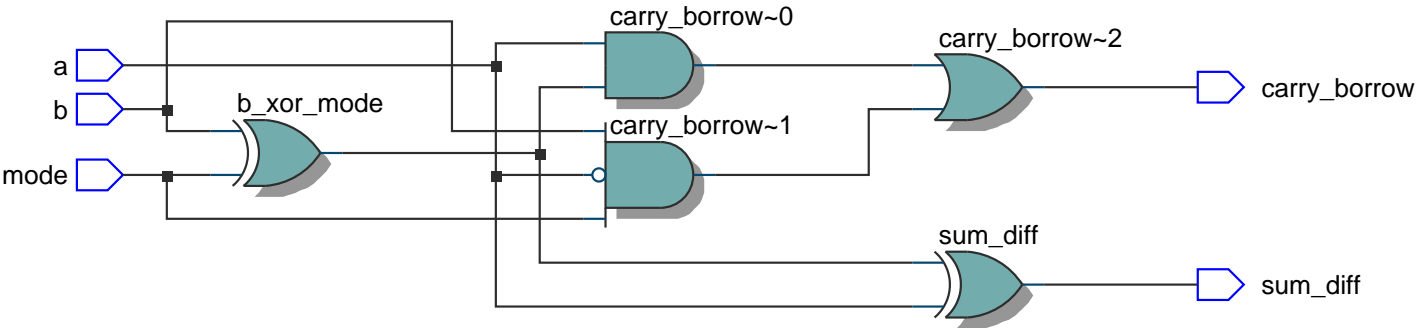 carry_borrow~0
carry_borrow~2
a
b
b_xor_mode
carry_borrow
carry_borrow~1
mode
sum_diff
sum_diff